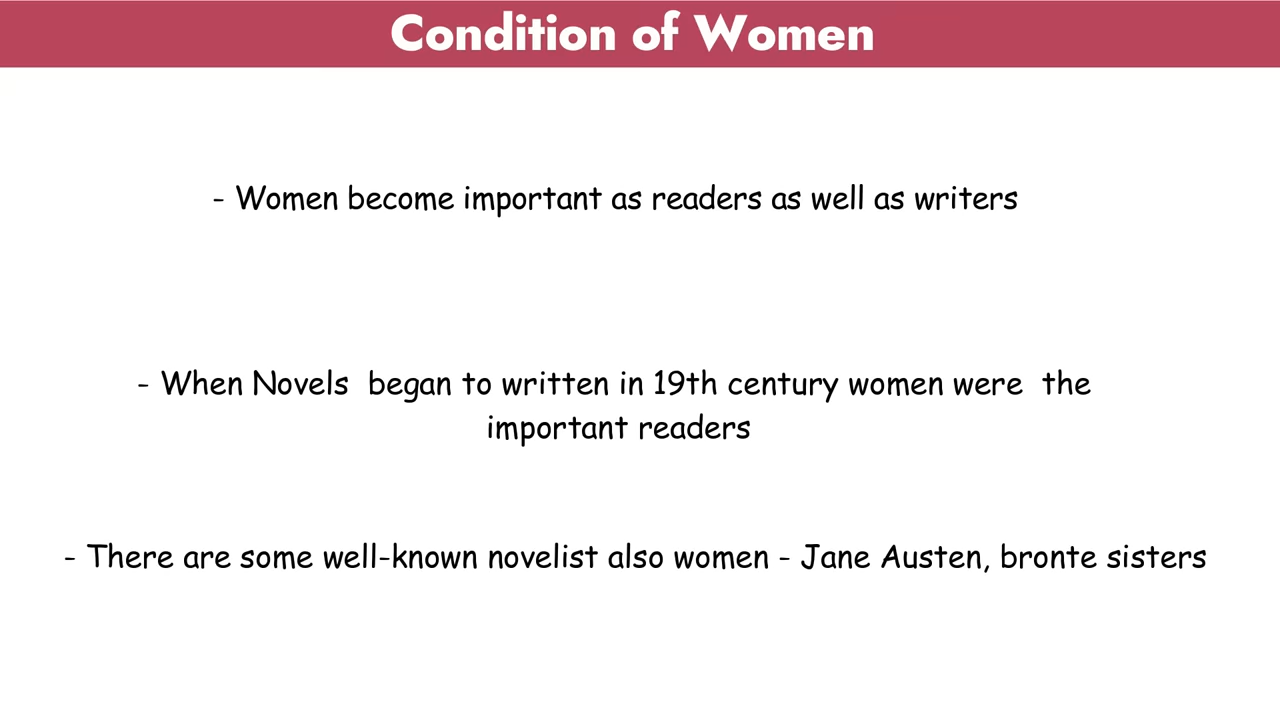 Condition of Women
- Women become important as readers as well as writers
- When Novels began to written in 19th century women were the
important readers
- There are some well-known novelist also women - Jane Austen, bronte sisters